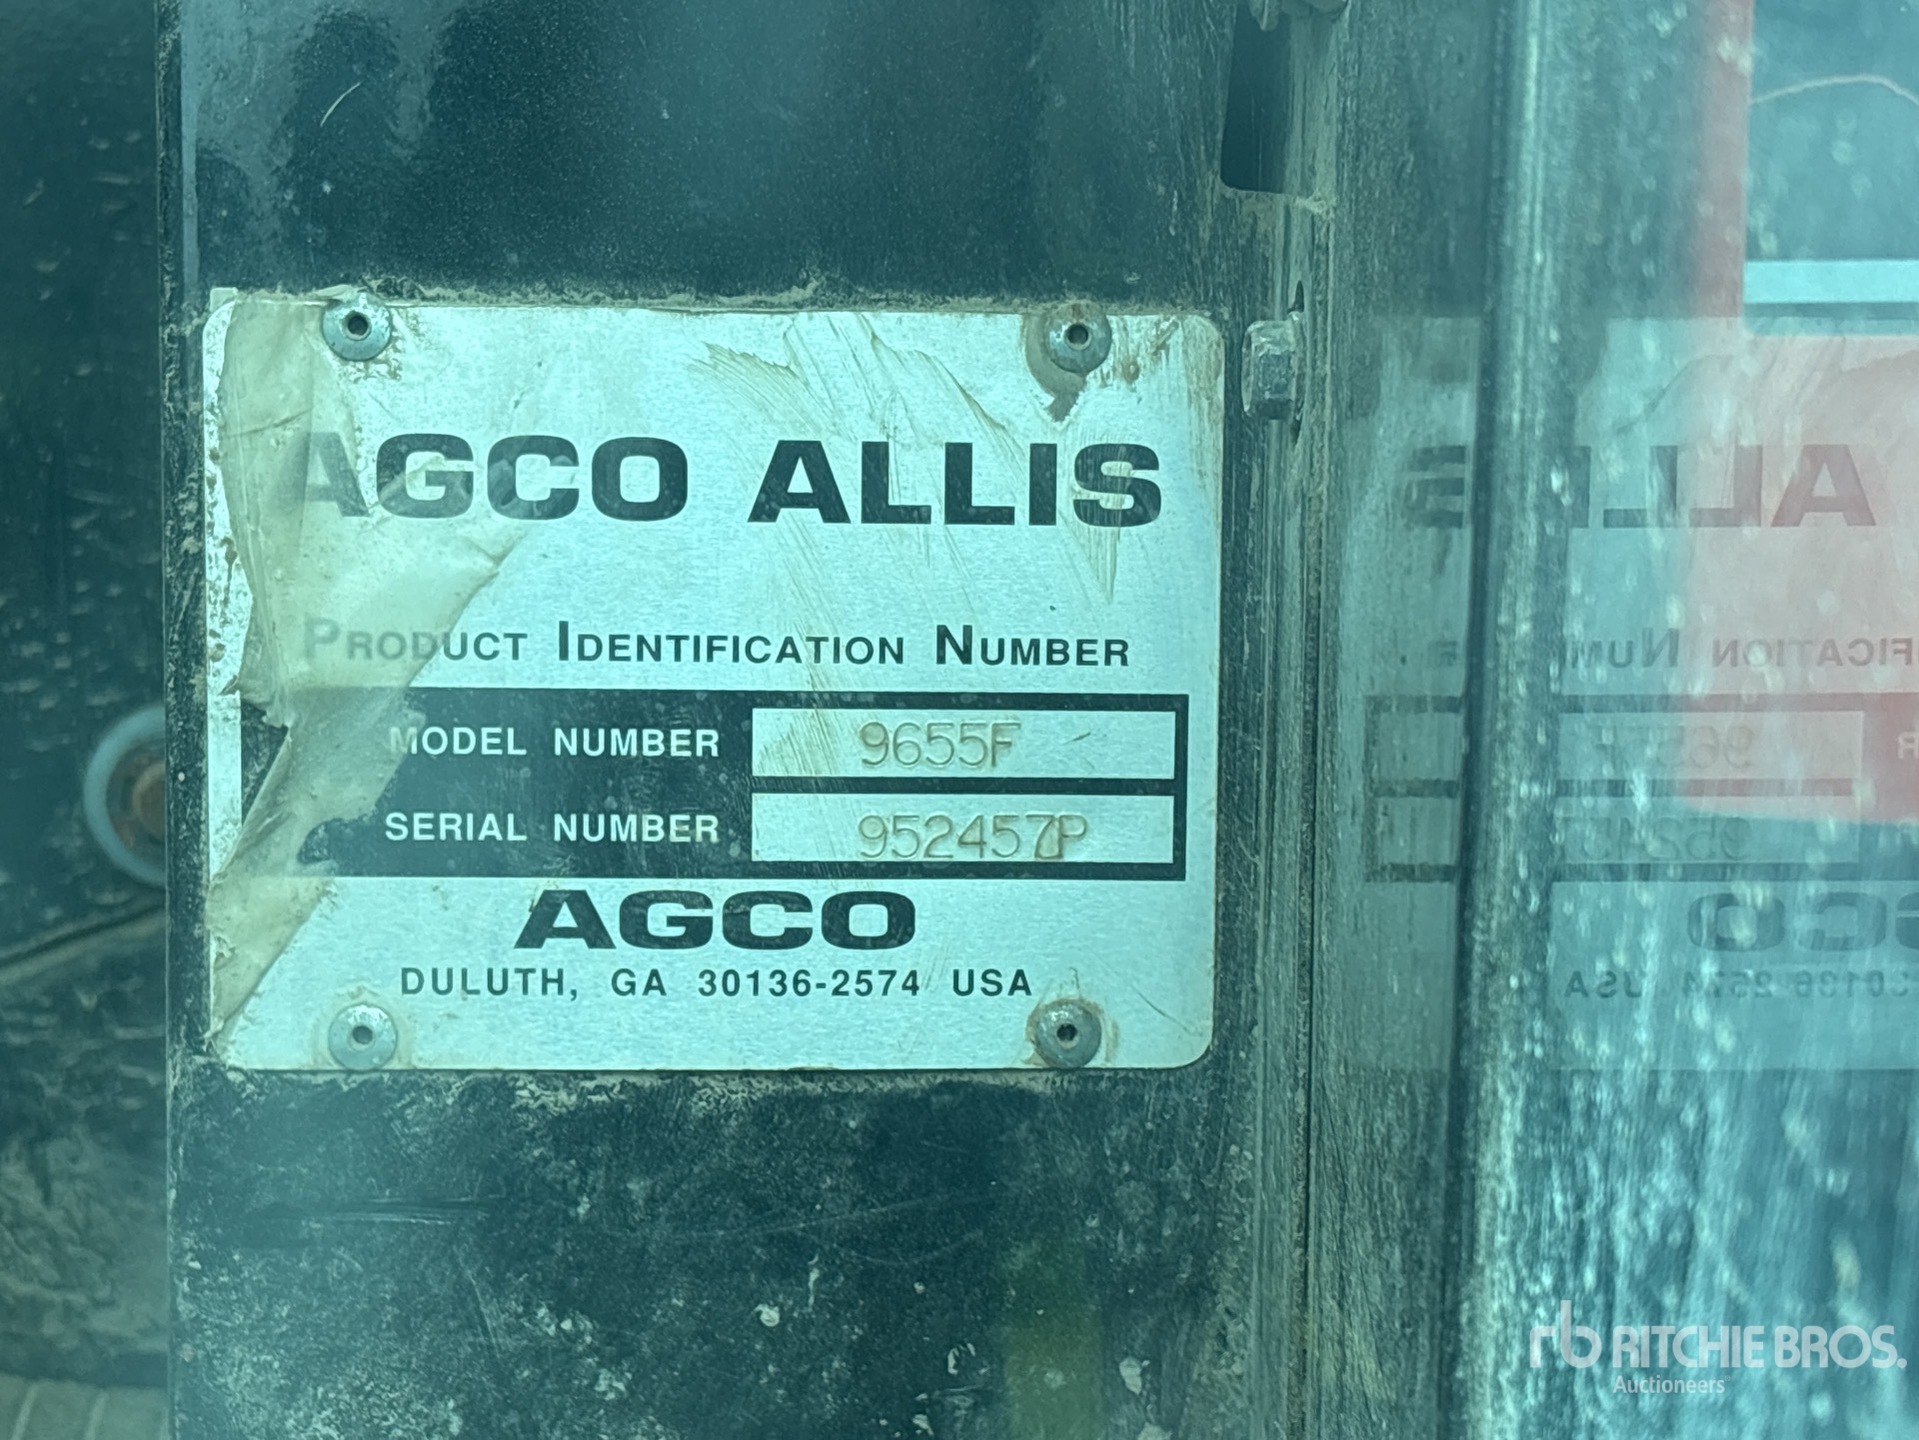 AGCO ALLIS
PRODUCT IDENTIFICATION NUMBER
MODEL NUMBER 9655F
SERIAL NUMBER 952457P
AGCO
DULUTH, GA 30136-2574 USA
rb RITCHIE BROS.
Auctioneers